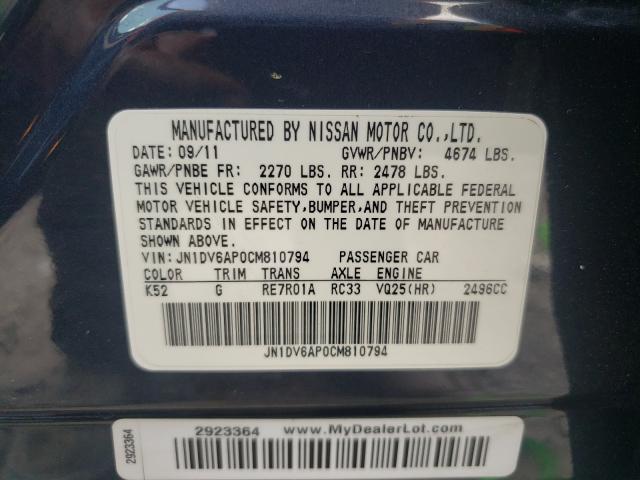 MANUFACTURED BY NISSAN MOTOR CO.,LTD.
DATE: 09/11 GVWR/PNBV: 4674 LBS.
GAWR/PNBE FR: 2270 LBS. RR: 2478 LBS.
THIS VEHICLE CONFORMS TO ALL APPLICABLE FEDERAL
MOTOR VEHICLE SAFETY,BUMPER,AND THEFT PREVENTION
STANDARDS IN EFFECT ON THE DATE OF MANUFACTURE
SHOWN ABOVE.
VIN: JN1DV6AP0CM810794 PASSENGER CAR
COLOR TRIM TRANS AXLE ENGINE
K52 G RE7R01A RC33 VQ25(HR) 2496CC
JN1DV6AP0CM810794
2923364 2923364 www.MyDealerLot.com